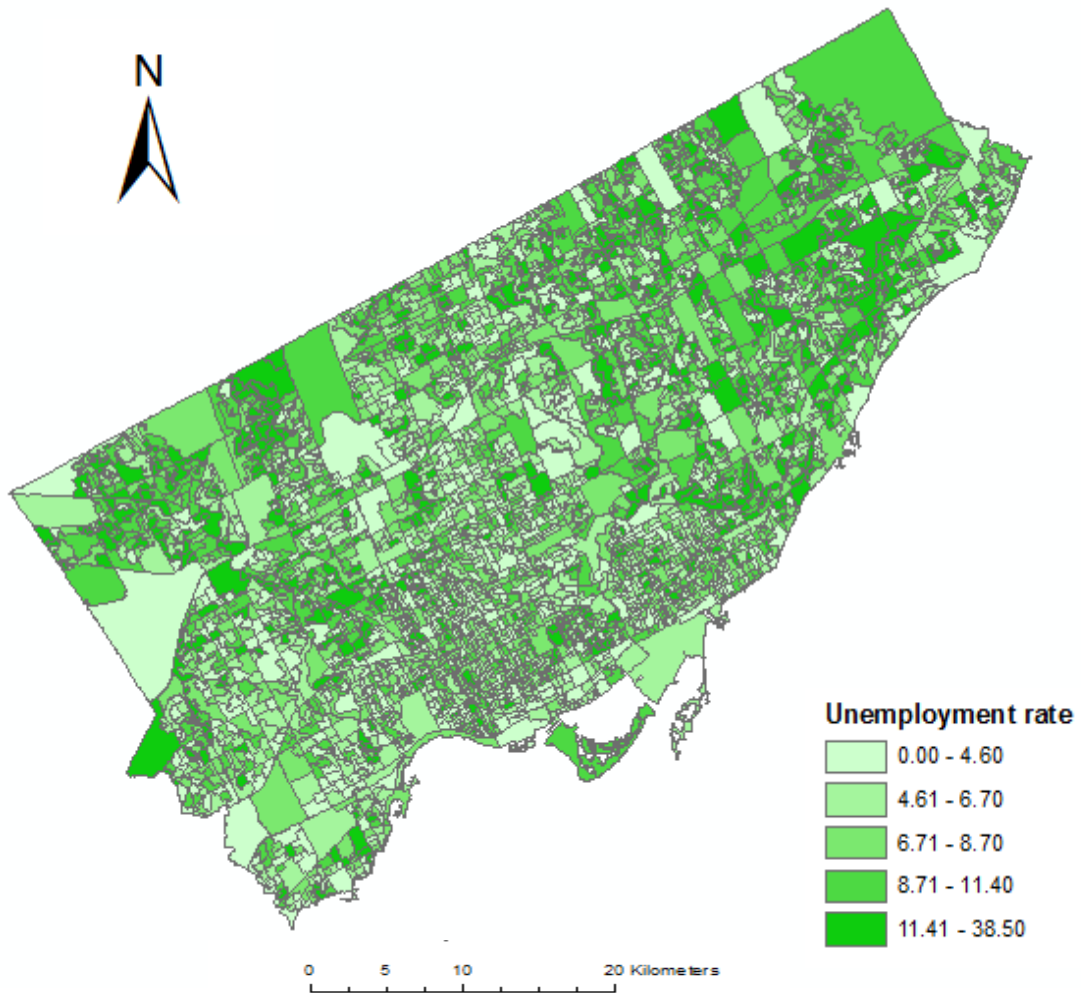 N
Unemployment rate
0.00 - 4.60
4.61 - 6.70
6.71 - 8.70
8.71 - 11.40
11.41 - 38.50
0 5 10 20 Kilometers